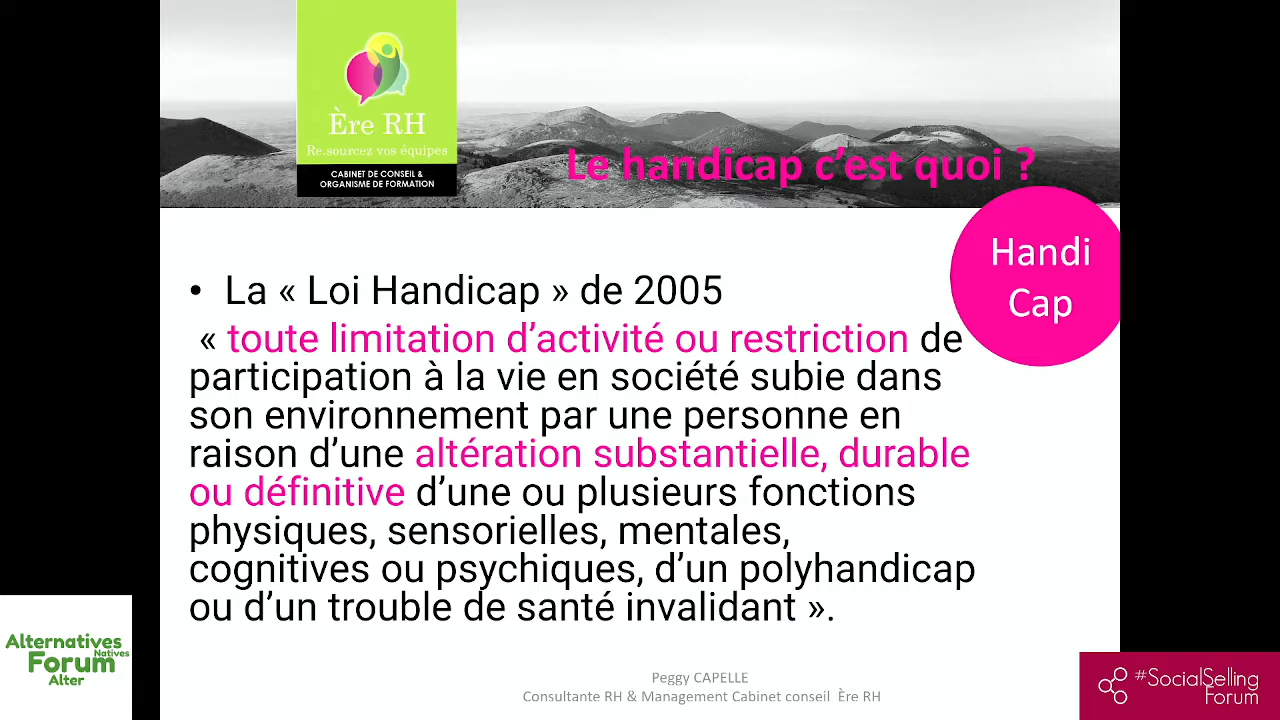 Ère RH
Re.sourcez vos équipes
CABINET DE CONSEIL &
ORGANISME DE FORMATION
Le handicap c’est quoi ?
Handi
Cap
• La « Loi Handicap » de 2005
« toute limitation d’activité ou restriction de
participation à la vie en société subie dans
son environnement par une personne en
raison d’une altération substantielle, durable
ou définitive d’une ou plusieurs fonctions
physiques, sensorielles, mentales,
cognitives ou psychiques, d’un polyhandicap
ou d’un trouble de santé invalidant ».
Alternatives
Natives
Forum
Alter
Peggy CAPELLE
Consultante RH & Management Cabinet conseil Ère RH
#SocialSelling
Forum